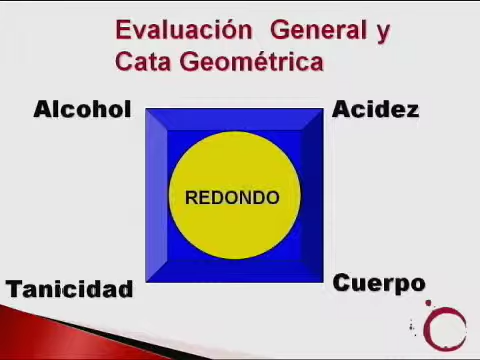 Evaluación General y
Cata Geométrica
Alcohol
Acidez
REDONDO
Tanicidad
Cuerpo